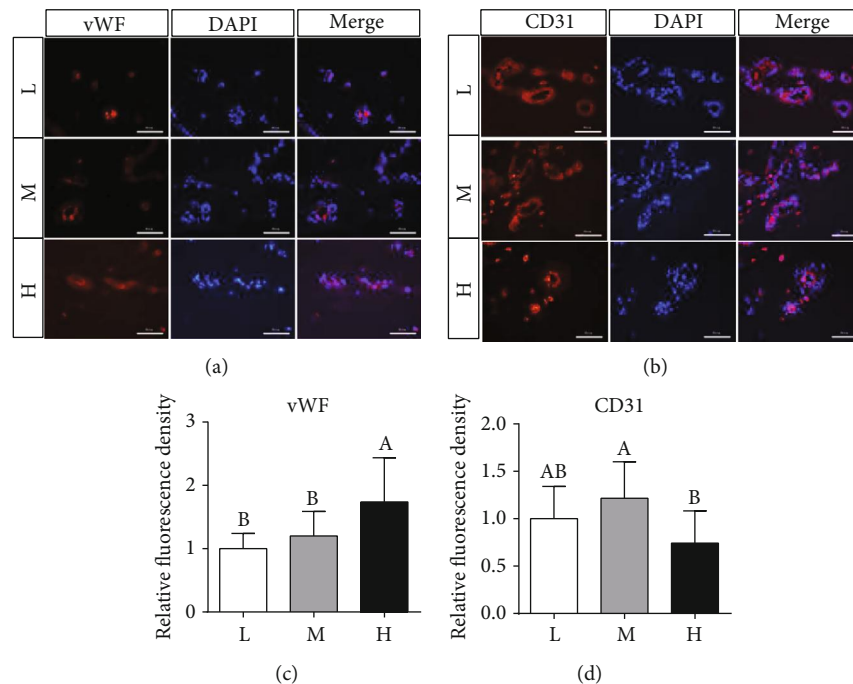 vWF DAPI Merge
L
M
H
(a)
CD31 DAPI Merge
L
M
H
(b)
vWF
Relative fluorescence density
3
2
1
0
B
B
A
L M H
(c)
CD31
Relative fluorescence density
2.0
1.5
1.0
0.5
0.0
AB
A
B
L M H
(d)